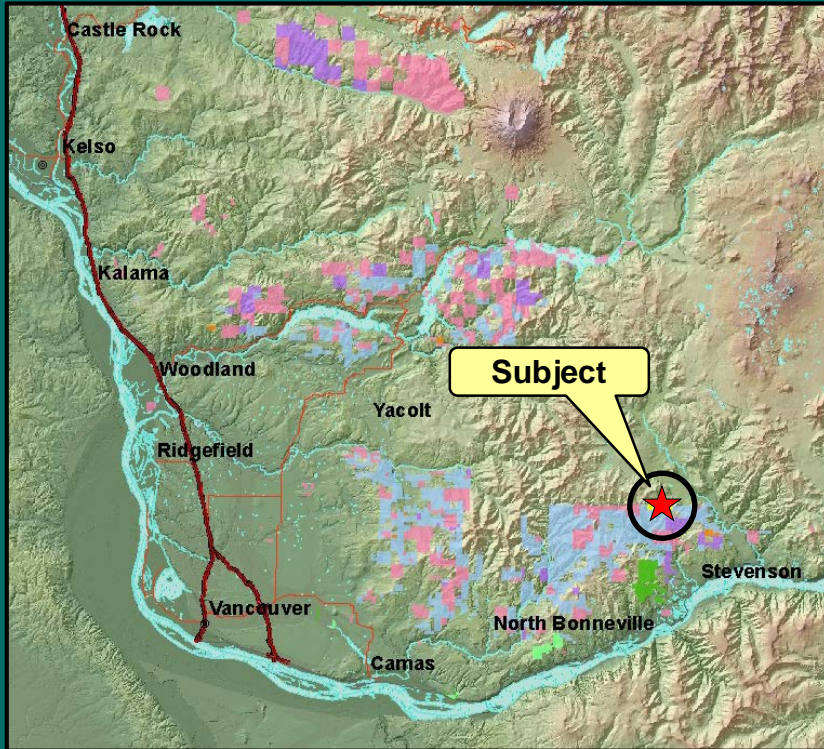 Castle Rock
Kelso
Kalama
Woodland
Subject
Yacolt
Ridgefield
Stevenson
Vancouver
North Bonneville
Camas